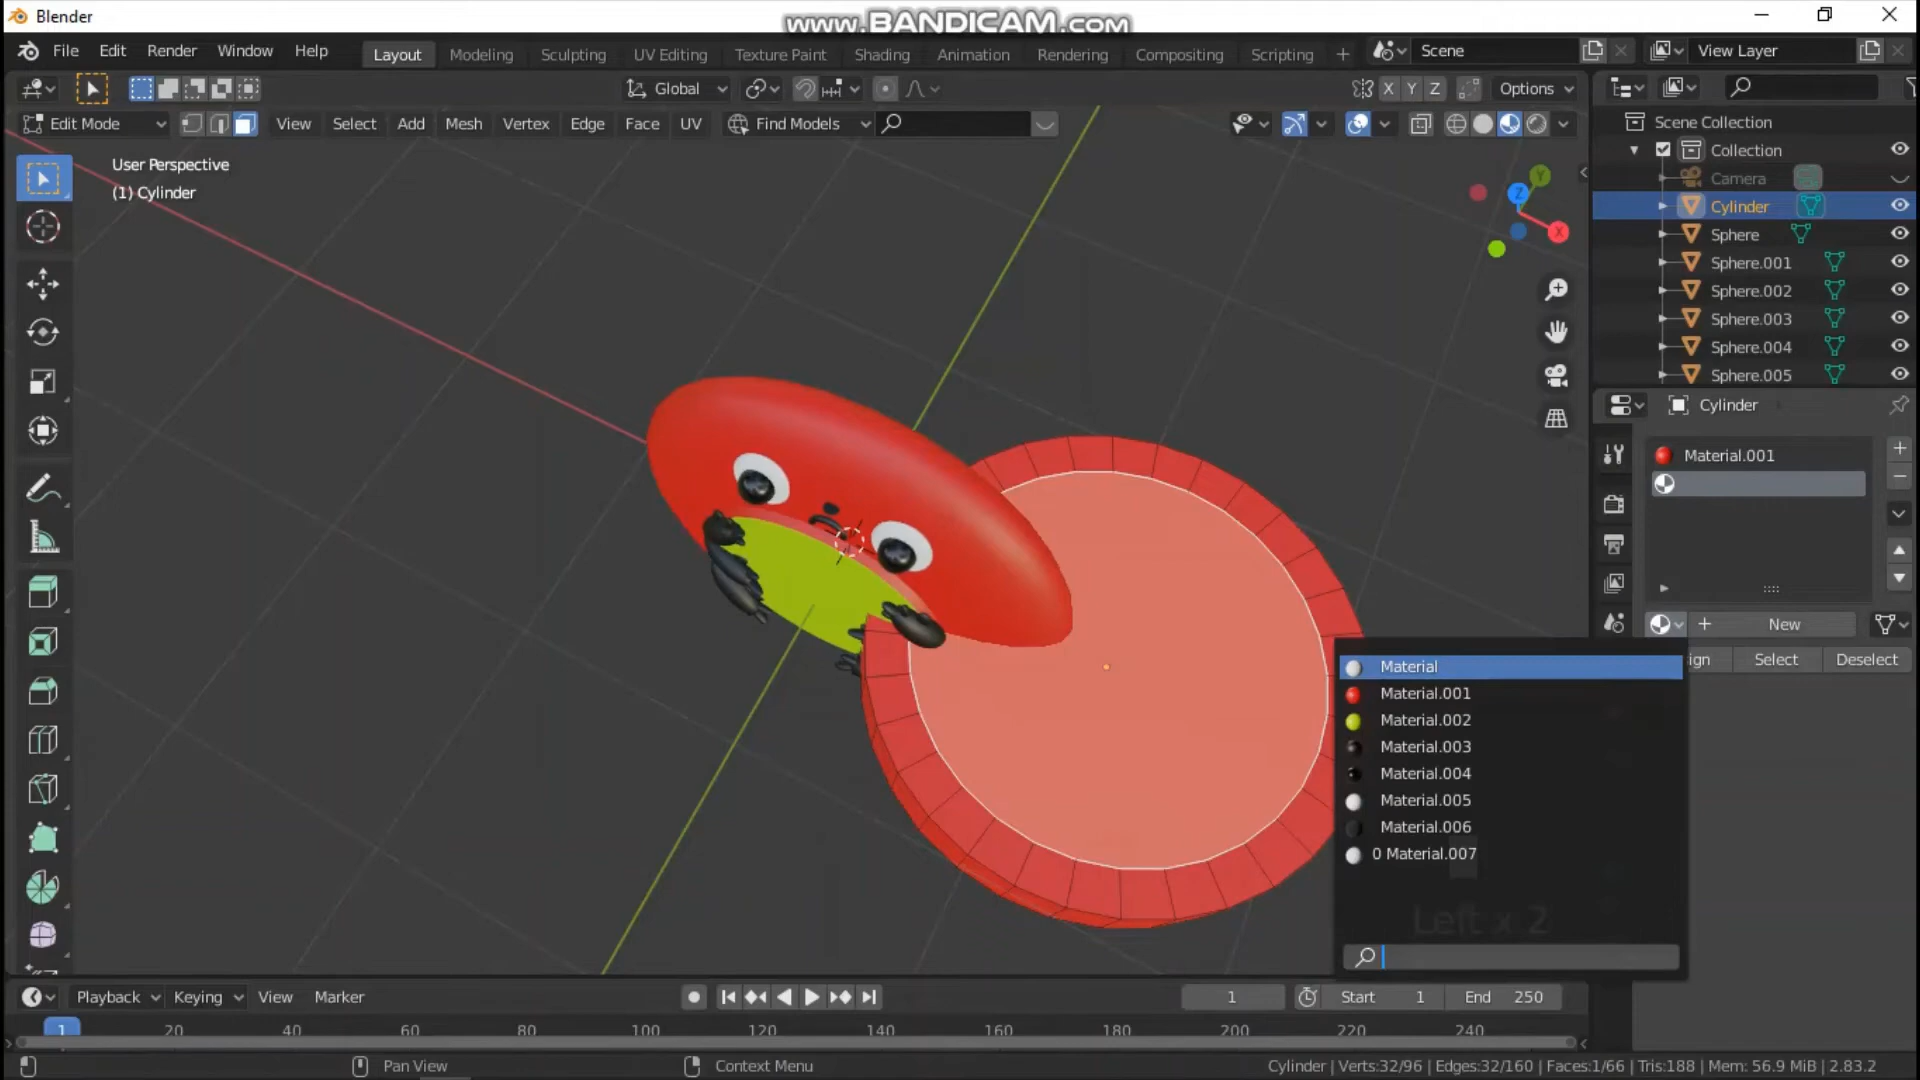 Blender
www.BANDICAM.com
File Edit Render Window Help
Layout Modeling Sculpting UV Editing Texture Paint Shading Animation Rendering Compositing Scripting +
Scene
View Layer
Global
X Y Z
Options
Edit Mode
View Select Add Mesh Vertex Edge Face UV
Find Models
User Perspective
(1) Cylinder
Y
Z
X
Scene Collection
Collection
Camera
Cylinder
Sphere
Sphere.001
Sphere.002
Sphere.003
Sphere.004
Sphere.005
Cylinder
Material.001
New
ign Select Deselect
Material
Material.001
Material.002
Material.003
Material.004
Material.005
Material.006
0 Material.007
Left x 2
Playback Keying View Marker
1
Start 1
End 250
1 20 40 60 80 100 120 140 160 180 200 220 240
Pan View
Context Menu
Cylinder | Verts:32/96 | Edges:32/160 | Faces:1/66 | Tris:188 | Mem: 56.9 MiB | 2.83.2